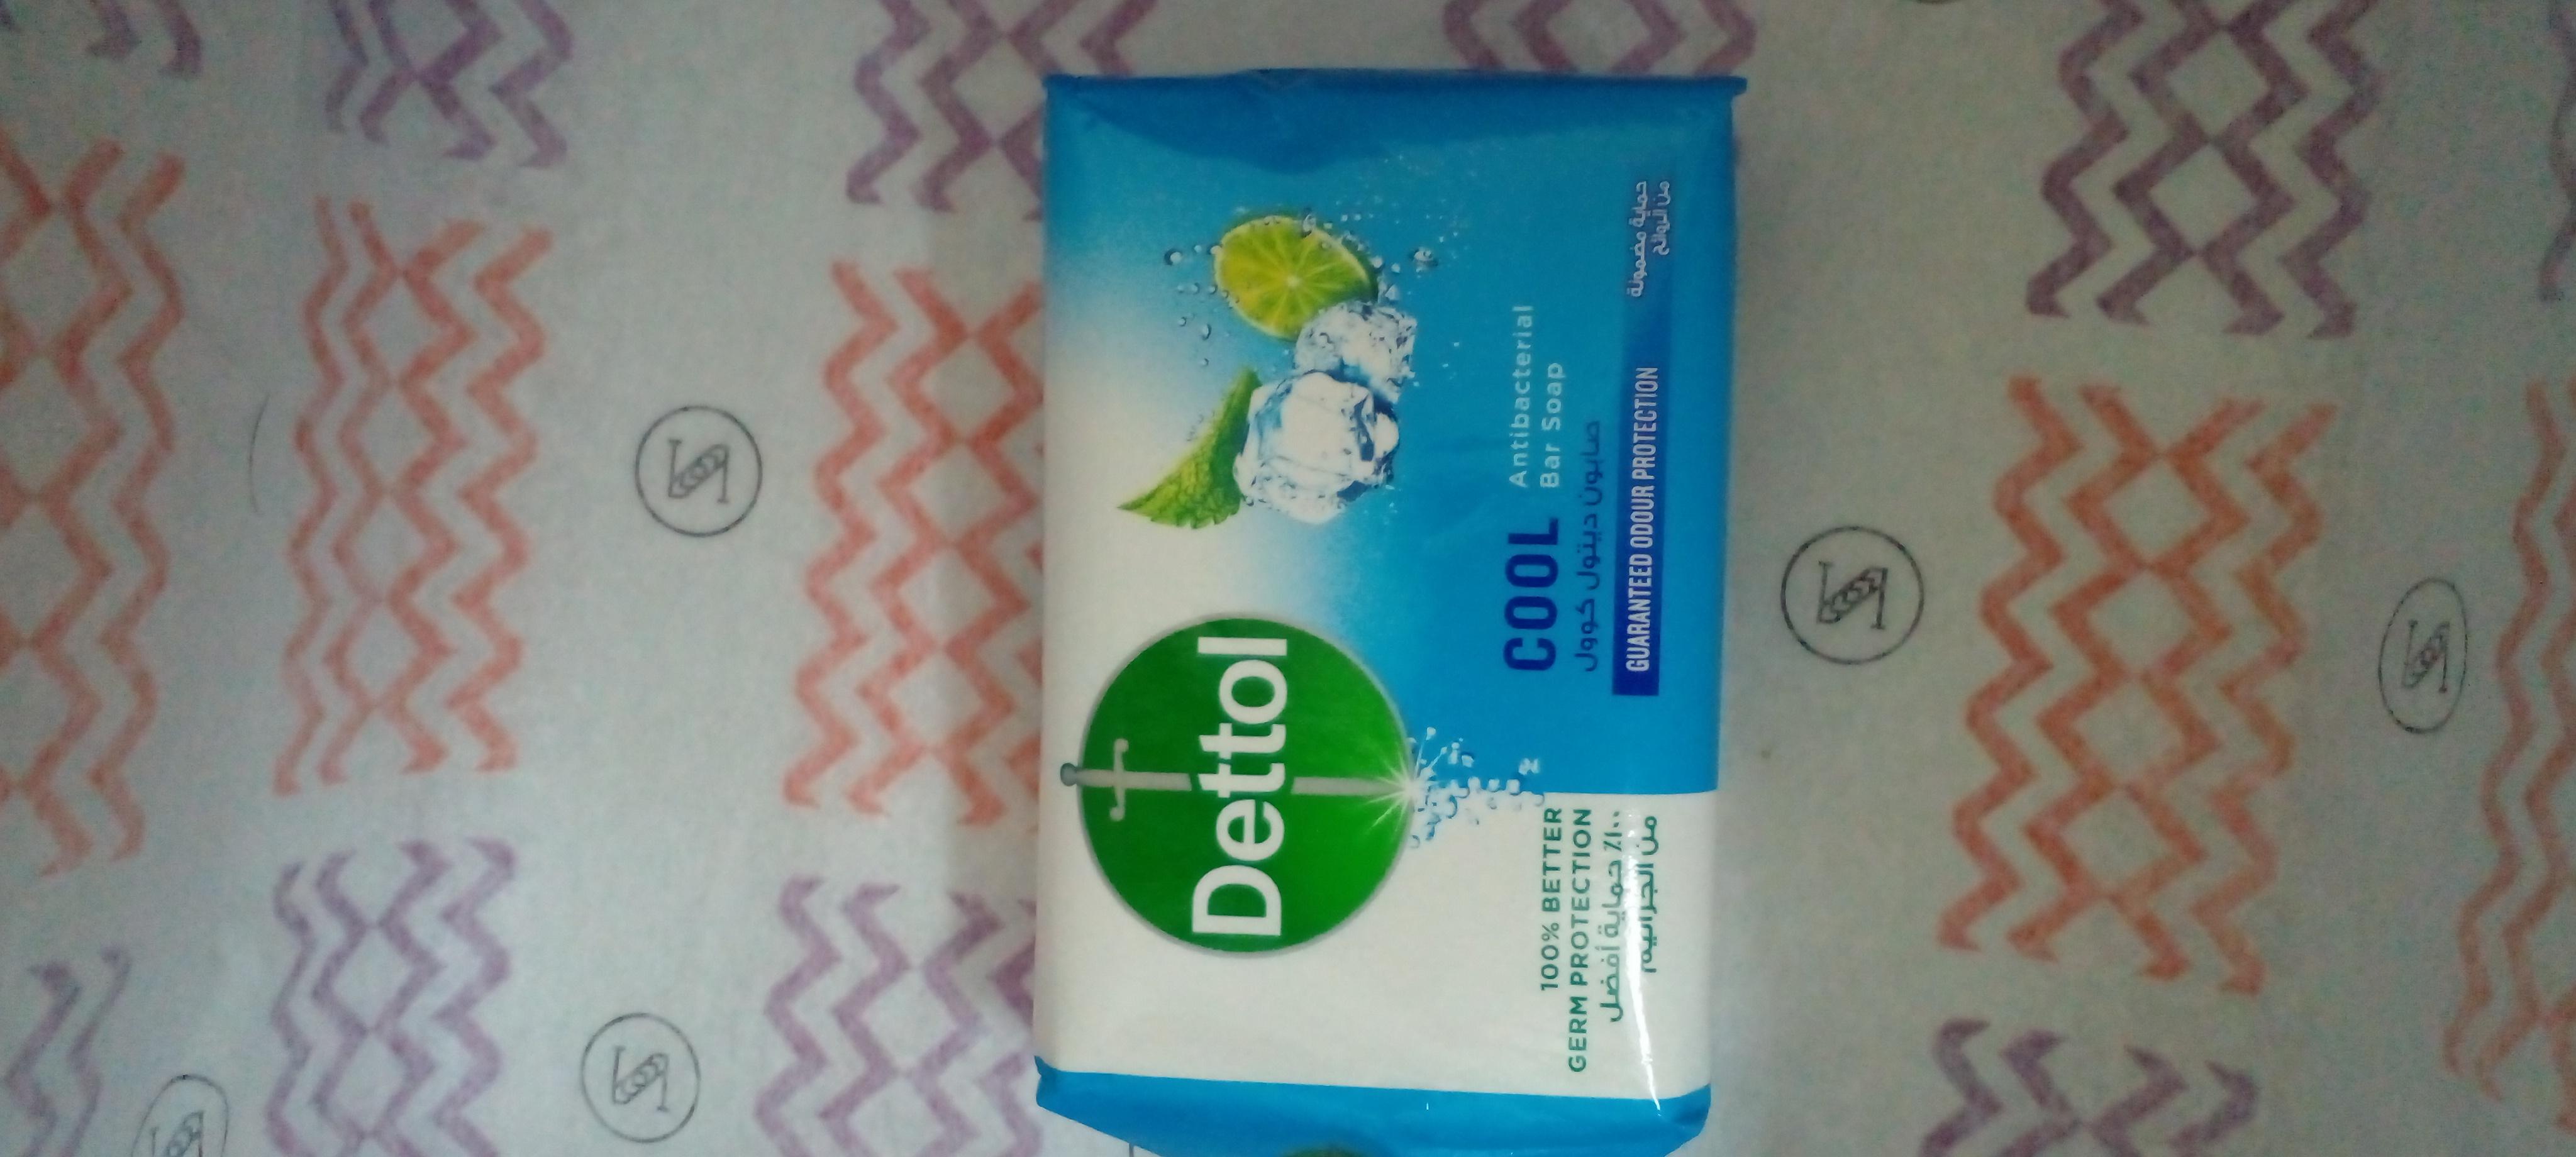 Dettol
COOL
Antibacterial
Bar Soap
صابون ديتول كوول
GUARANTEED ODOUR PROTECTION
حماية مضمونة
من الروائح
100% BETTER
GERM PROTECTION
١٠٠٪ حماية أفضل
من الجراثيم